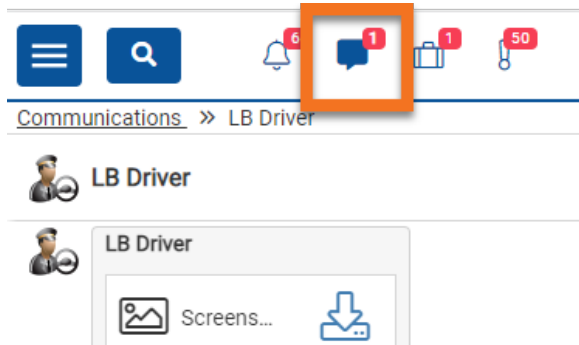 6 1 1 50
Communications » LB Driver
LB Driver
LB Driver
Screens...